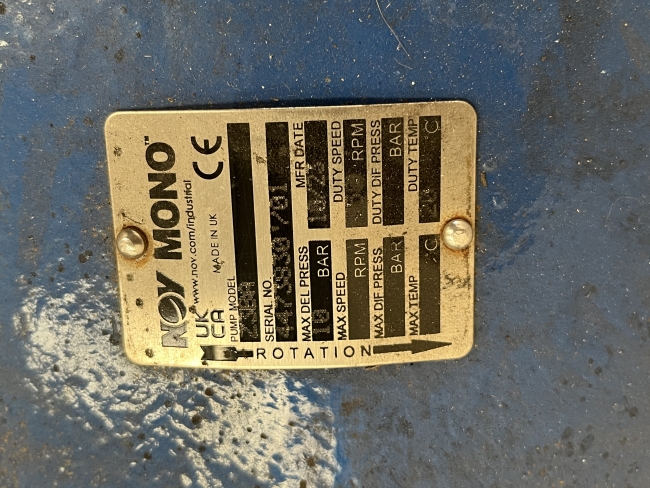 NOV MONO™
www.nov.com/industrial
UK CA MADE IN UK CE
PUMP MODEL
SERIAL NO.
MAX DEL PRESS MFR DATE
10 BAR
MAX SPEED DUTY SPEED
RPM RPM
MAX DIF PRESS DUTY DIF PRESS
BAR BAR
MAX TEMP DUTY TEMP
°C °C
ROTATION